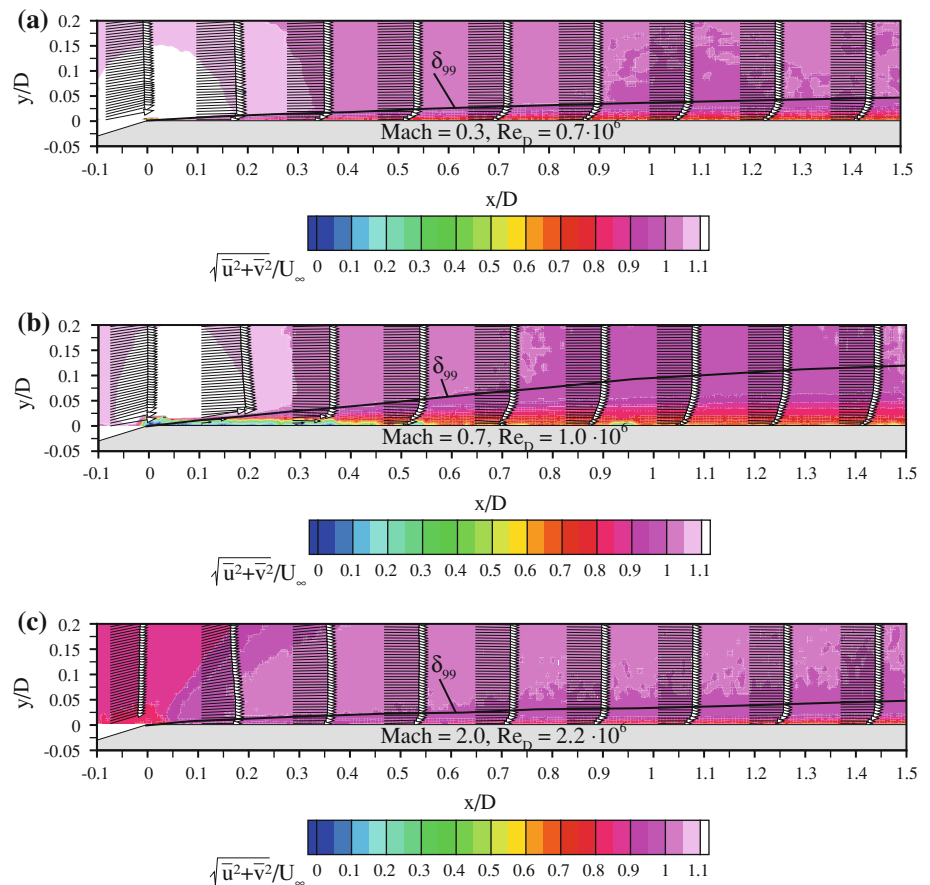 (a)
0.2
0.15
0.1
0.05
0
-0.05
y/D
δ99
Mach = 0.3, Re_D = 0.7·10^6
-0.1 0 0.1 0.2 0.3 0.4 0.5 0.6 0.7 0.8 0.9 1 1.1 1.2 1.3 1.4 1.5
x/D
√u̅²+v̅²/U∞ 0 0.1 0.2 0.3 0.4 0.5 0.6 0.7 0.8 0.9 1 1.1
(b)
0.2
0.15
0.1
0.05
0
-0.05
y/D
δ99
Mach = 0.7, Re_D = 1.0 ·10^6
-0.1 0 0.1 0.2 0.3 0.4 0.5 0.6 0.7 0.8 0.9 1 1.1 1.2 1.3 1.4 1.5
x/D
√u̅²+v̅²/U∞ 0 0.1 0.2 0.3 0.4 0.5 0.6 0.7 0.8 0.9 1 1.1
(c)
0.2
0.15
0.1
0.05
0
-0.05
y/D
δ99
Mach = 2.0, Re_D = 2.2 ·10^6
-0.1 0 0.1 0.2 0.3 0.4 0.5 0.6 0.7 0.8 0.9 1 1.1 1.2 1.3 1.4 1.5
x/D
√u̅²+v̅²/U∞ 0 0.1 0.2 0.3 0.4 0.5 0.6 0.7 0.8 0.9 1 1.1